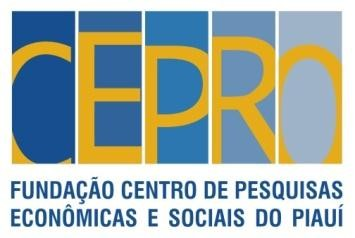 CEPRO
FUNDAÇÃO CENTRO DE PESQUISAS
ECONÔMICAS E SOCIAIS DO PIAUÍ